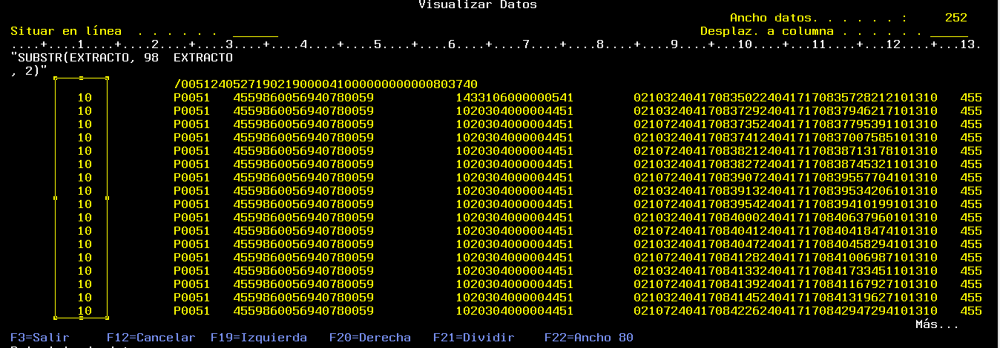 Visualizar Datos
Ancho datos. . . . . . : 252
Situar en línea . . . . . . ______ Desplaz. a columna . . . . . . _____
....+....1....+....2....+....3....+....4....+....5....+....6....+....7....+....8....+....9....+...10....+...11....+...12....+...13.
"SUBSTR(EXTRACTO, 98 EXTRACTO
, 2)"
/005124052719021900004100000000000000803740
10 P0051 4559860056940780059 1433106000000541 02103240417083502240417170835728212101310 455
10 P0051 4559860056940780059 1020304000004451 02103240417083729240417170837946217101310 455
10 P0051 4559860056940780059 1020304000004451 02107240417083735240417170837795391101310 455
10 P0051 4559860056940780059 1020304000004451 02103240417083741240417170837007585101310 455
10 P0051 4559860056940780059 1020304000004451 02107240417083821240417170838713178101310 455
10 P0051 4559860056940780059 1020304000004451 02103240417083827240417170838745321101310 455
10 P0051 4559860056940780059 1020304000004451 02107240417083907240417170839557704101310 455
10 P0051 4559860056940780059 1020304000004451 02103240417083913240417170839534206101310 455
10 P0051 4559860056940780059 1020304000004451 02107240417083954240417170839410199101310 455
10 P0051 4559860056940780059 1020304000004451 02103240417084000240417170840637960101310 455
10 P0051 4559860056940780059 1020304000004451 02107240417084041240417170840418474101310 455
10 P0051 4559860056940780059 1020304000004451 02103240417084047240417170840458294101310 455
10 P0051 4559860056940780059 1020304000004451 02107240417084128240417170841006987101310 455
10 P0051 4559860056940780059 1020304000004451 02103240417084133240417170841733451101310 455
10 P0051 4559860056940780059 1020304000004451 02107240417084139240417170841167927101310 455
10 P0051 4559860056940780059 1020304000004451 02103240417084145240417170841319627101310 455
10 P0051 4559860056940780059 1020304000004451 02107240417084226240417170842947294101310 455
Más...
F3=Salir F12=Cancelar F19=Izquierda F20=Derecha F21=Dividir F22=Ancho 80